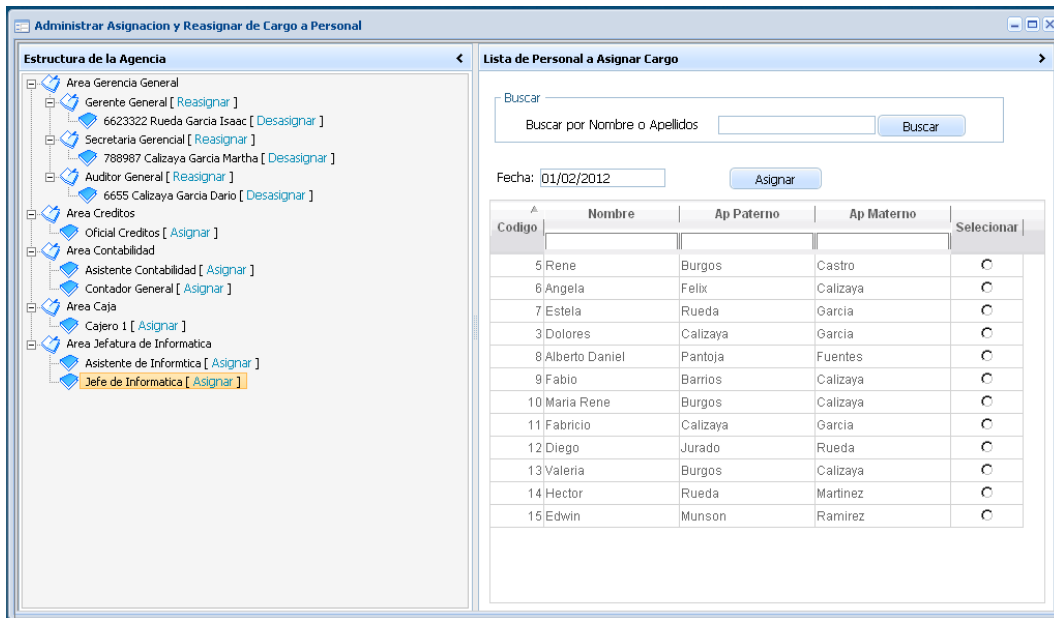 Administrar Asignacion y Reasignar de Cargo a Personal
Estructura de la Agencia
Area Gerencia General
Gerente General [ Reasignar ]
6623322 Rueda Garcia Isaac [ Desasignar ]
Secretaria Gerencial [ Reasignar ]
788987 Calizaya Garcia Martha [ Desasignar ]
Auditor General [ Reasignar ]
6655 Calizaya Garcia Dario [ Desasignar ]
Area Creditos
Oficial Creditos [ Asignar ]
Area Contabilidad
Asistente Contabilidad [ Asignar ]
Contador General [ Asignar ]
Area Caja
Cajero 1 [ Asignar ]
Area Jefatura de Informatica
Asistente de Informtica [ Asignar ]
Jefe de Informatica [ Asignar ]
Lista de Personal a Asignar Cargo
Buscar
Buscar por Nombre o Apellidos Buscar
Fecha: 01/02/2012 Asignar
Codigo Nombre Ap Paterno Ap Materno Selecionar
5 Rene Burgos Castro
6 Angela Felix Calizaya
7 Estela Rueda Garcia
3 Dolores Calizaya Garcia
8 Alberto Daniel Pantoja Fuentes
9 Fabio Barrios Calizaya
10 Maria Rene Burgos Calizaya
11 Fabricio Calizaya Garcia
12 Diego Jurado Rueda
13 Valeria Burgos Calizaya
14 Hector Rueda Martinez
15 Edwin Munson Ramirez